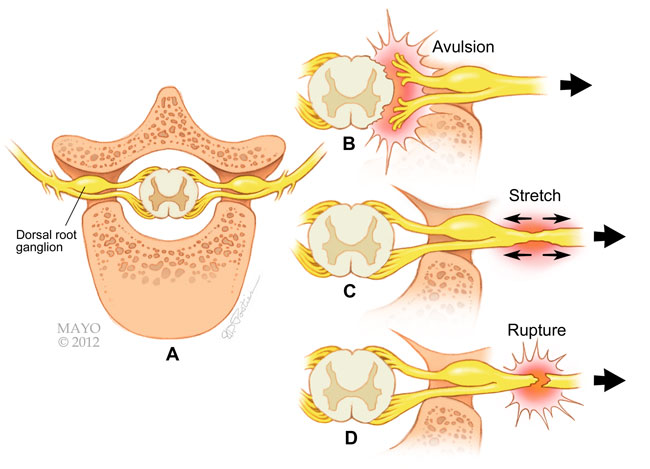 Avulsion
B
Dorsal root
ganglion
Stretch
C
MAYO
© 2012
A
Rupture
D